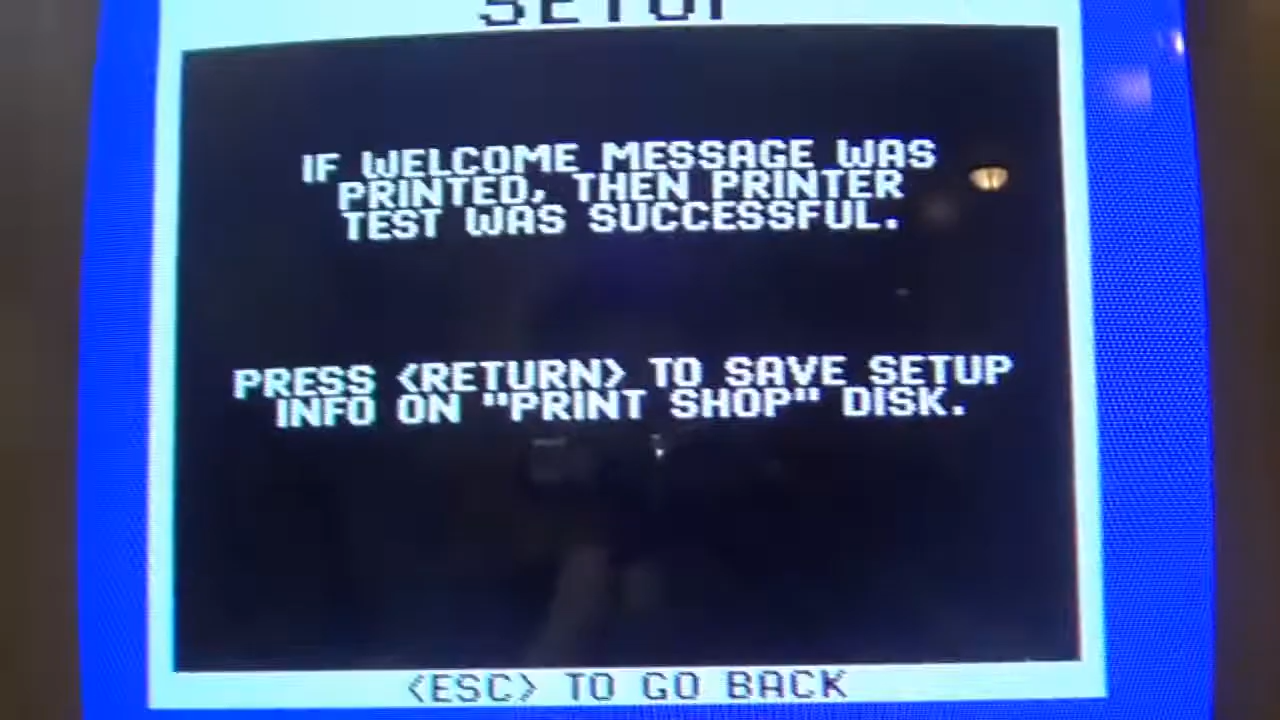 SETUP
IF WELCOME MESSAGE WAS
PRINTED, THEN PRINTER
TEST WAS SUCCESSFUL.
PRESS <RETURN> TO SAVE SETUP
INFO ON "PRINT SHOP" DISK.
<ESC> TO GO BACK